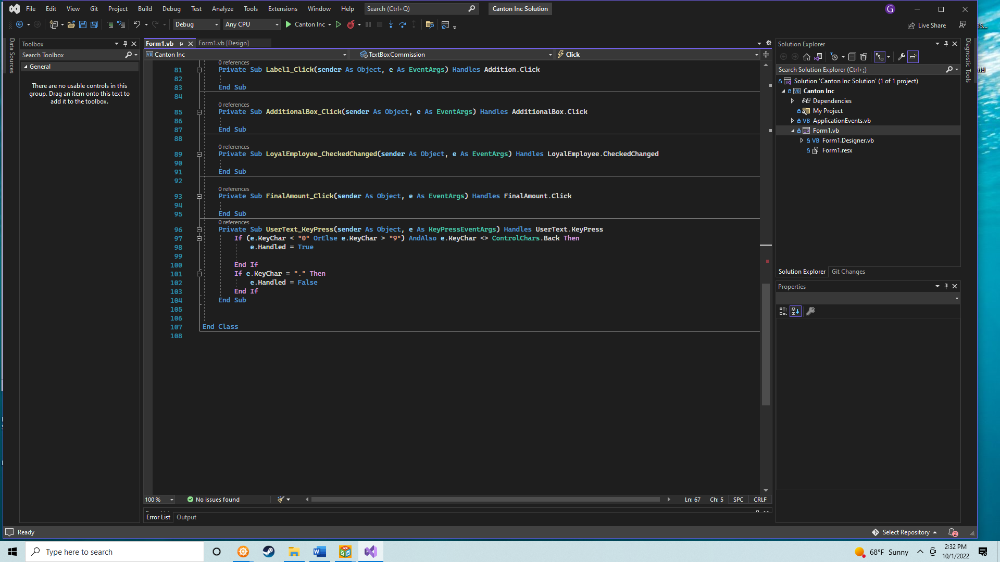 File Edit View Git Project Build Debug Test Analyze Tools Extensions Window Help Search (Ctrl+Q) Canton Inc Solution G
Debug Any CPU Canton Inc Live Share
Data Sources
Toolbox
Search Toolbox
General
There are no usable controls in this
group. Drag an item onto this text to
add it to the toolbox.
Form1.vb Form1.vb [Design]
VB Canton Inc TextBoxCommission Click
0 references
81 Private Sub Label1_Click(sender As Object, e As EventArgs) Handles Addition.Click
82
83 End Sub
84
0 references
85 Private Sub AdditionalBox_Click(sender As Object, e As EventArgs) Handles AdditionalBox.Click
86
87 End Sub
88
0 references
89 Private Sub LoyalEmployee_CheckedChanged(sender As Object, e As EventArgs) Handles LoyalEmployee.CheckedChanged
90
91 End Sub
92
0 references
93 Private Sub FinalAmount_Click(sender As Object, e As EventArgs) Handles FinalAmount.Click
94
95 End Sub
0 references
96 Private Sub UserText_KeyPress(sender As Object, e As KeyPressEventArgs) Handles UserText.KeyPress
97 If (e.KeyChar < "0" OrElse e.KeyChar > "9") AndAlso e.KeyChar <> ControlChars.Back Then
98 e.Handled = True
99
100 End If
101 If e.KeyChar = "." Then
102 e.Handled = False
103 End If
104 End Sub
105
106
107 End Class
108
100 % No issues found Ln: 67 Ch: 5 SPC CRLF
Error List Output
Solution Explorer
Search Solution Explorer (Ctrl+;)
Solution 'Canton Inc Solution' (1 of 1 project)
VB Canton Inc
Dependencies
My Project
VB ApplicationEvents.vb
Form1.vb
VB Form1.Designer.vb
Form1.resx
Solution Explorer Git Changes
Properties
Diagnostic Tools
Ready Select Repository 2
Type here to search 68°F Sunny 2:32 PM
10/1/2022